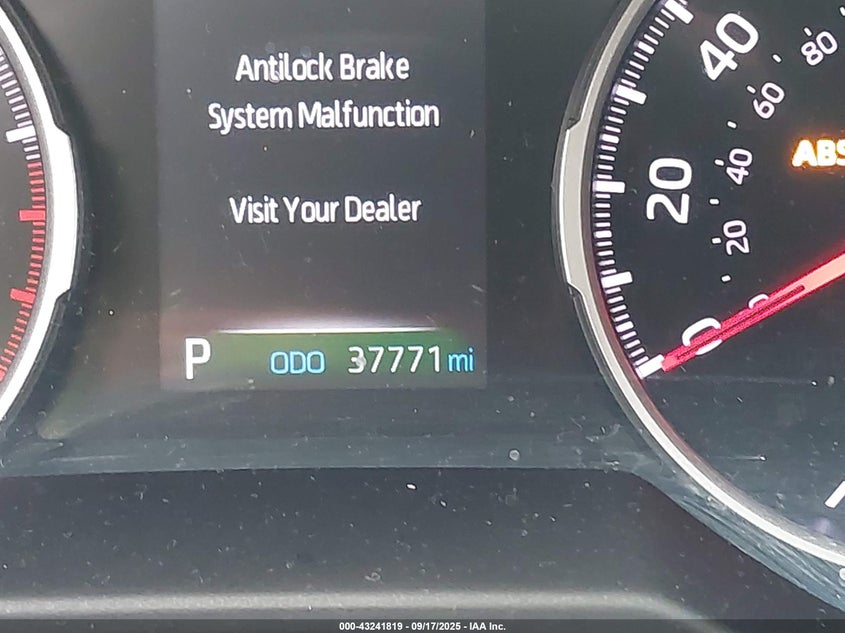 Antilock Brake
System Malfunction
Visit Your Dealer
P ODO 37771 mi
40
80
60
ABS
20
40
20
0
0
000-43241819 - 09/17/2025 - IAA Inc.